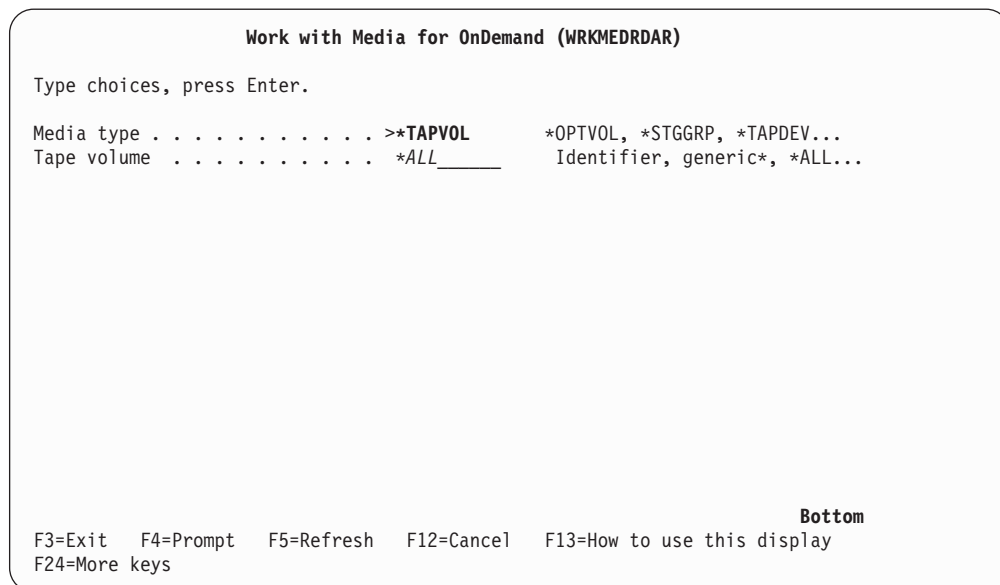 Work with Media for OnDemand (WRKMEDRDAR)
Type choices, press Enter.
Media type . . . . . . . . . . . >*TAPVOL *OPTVOL, *STGGRP, *TAPDEV...
Tape volume . . . . . . . . . . *ALL______ Identifier, generic*, *ALL...
Bottom
F3=Exit F4=Prompt F5=Refresh F12=Cancel F13=How to use this display
F24=More keys